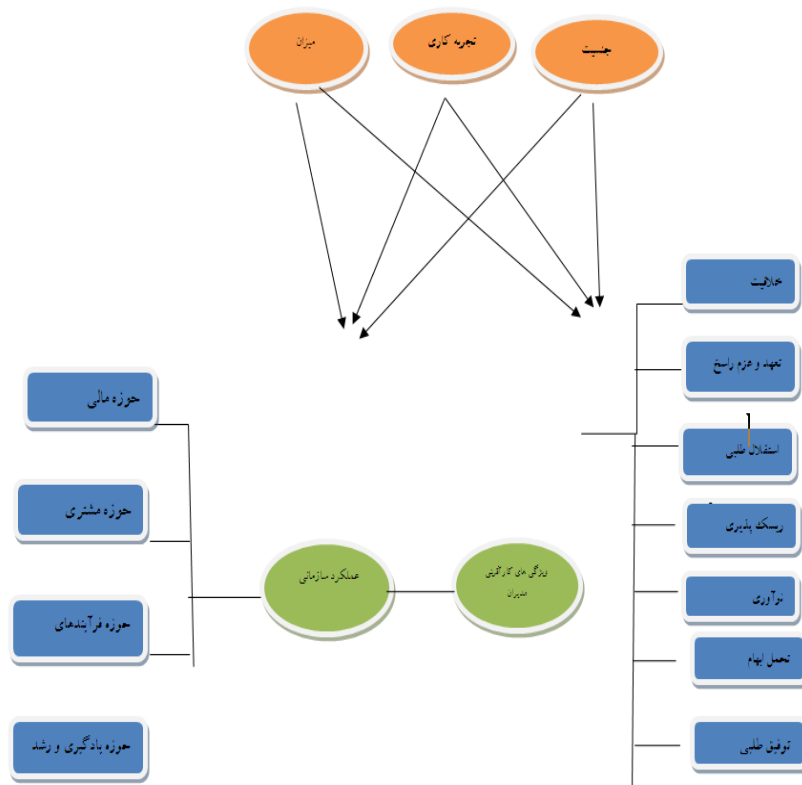 جنسیت
تجربه کاری
میزان
خلاقیت
تعهد و عزم راسخ
استقلال طلبی
ریسک پذیری
نوآوری
تحمل ابهام
توفیق طلبی
ویژگی های کارآفرینی
مدیران
عملکرد سازمانی
حوزه مالی
حوزه مشتری
حوزه فرآیندهای
حوزه یادگیری و رشد